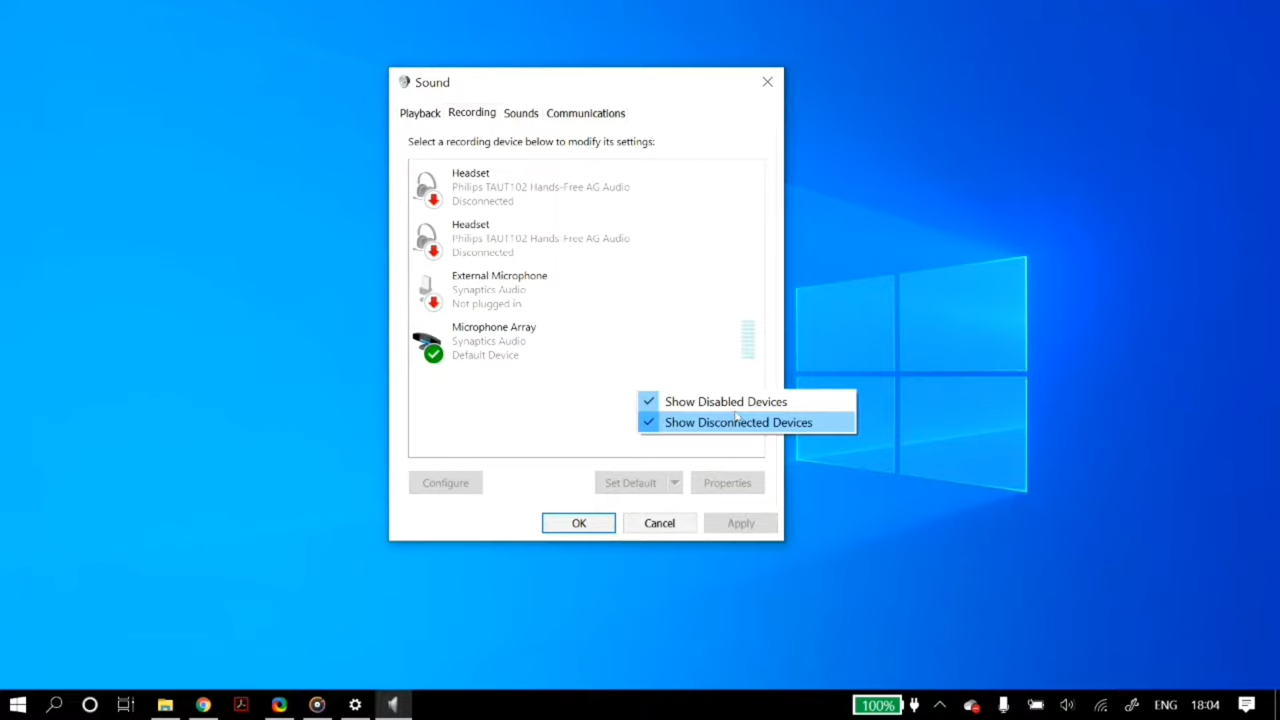 Sound
Playback Recording Sounds Communications
Select a recording device below to modify its settings:
Headset
Philips TAUT102 Hands-Free AG Audio
Disconnected
Headset
Philips TAUT102 Hands-Free AG Audio
Disconnected
External Microphone
Synaptics Audio
Not plugged in
Microphone Array
Synaptics Audio
Default Device
Show Disabled Devices
Show Disconnected Devices
Configure Set Default Properties
OK Cancel Apply
100% ENG 18:04